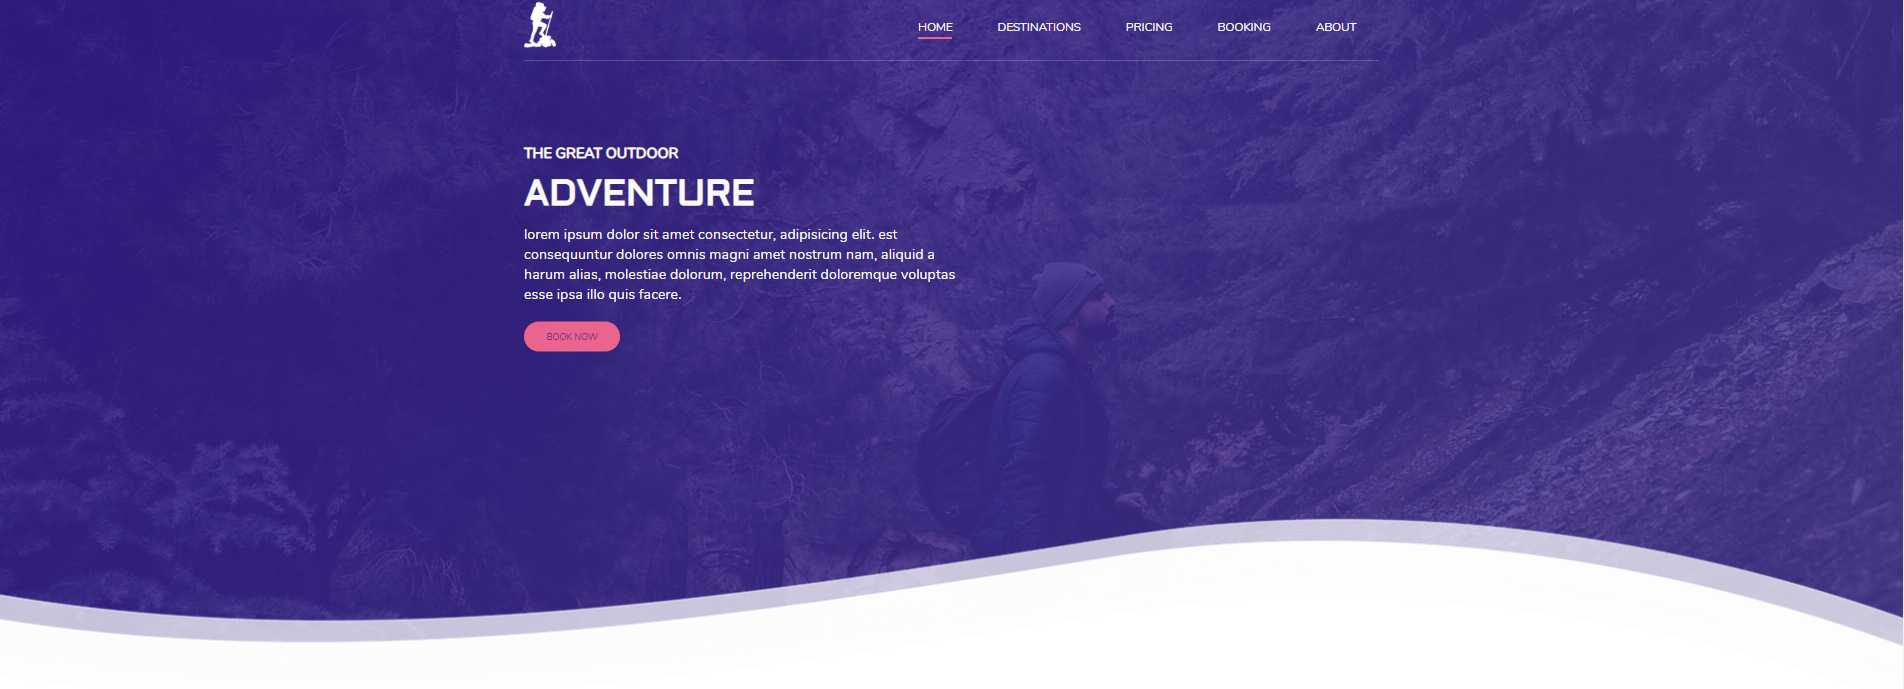 HOME DESTINATIONS PRICING BOOKING ABOUT
THE GREAT OUTDOOR
ADVENTURE
lorem ipsum dolor sit amet consectetur, adipisicing elit. est
consequuntur dolores omnis magni amet nostrum nam, aliquid a
harum alias, molestiae dolorum, reprehenderit doloremque voluptas
esse ipsa illo quis facere.
BOOK NOW